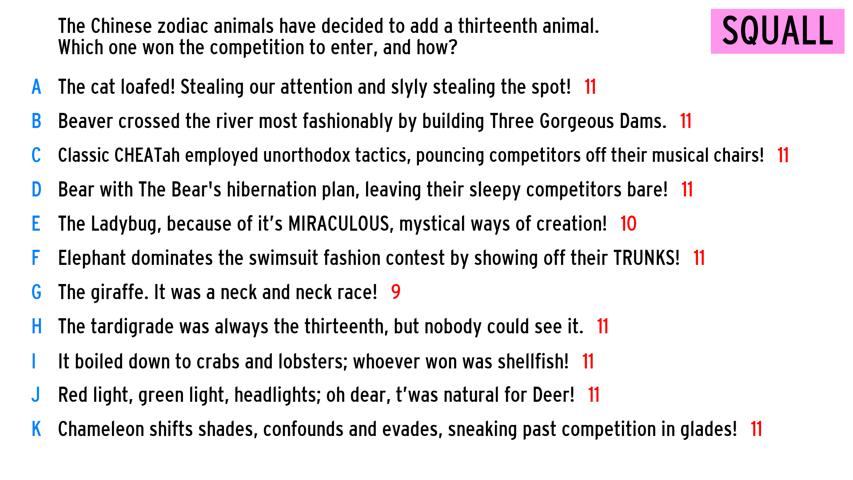 The Chinese zodiac animals have decided to add a thirteenth animal.
Which one won the competition to enter, and how?
SQUALL
A The cat loafed! Stealing our attention and slyly stealing the spot! 11
B Beaver crossed the river most fashionably by building Three Gorgeous Dams. 11
C Classic CHEATah employed unorthodox tactics, pouncing competitors off their musical chairs! 11
D Bear with The Bear's hibernation plan, leaving their sleepy competitors bare! 11
E The Ladybug, because of it's MIRACULOUS, mystical ways of creation! 10
F Elephant dominates the swimsuit fashion contest by showing off their TRUNKS! 11
G The giraffe. It was a neck and neck race! 9
H The tardigrade was always the thirteenth, but nobody could see it. 11
I It boiled down to crabs and lobsters; whoever won was shellfish! 11
J Red light, green light, headlights; oh dear, t'was natural for Deer! 11
K Chameleon shifts shades, confounds and evades, sneaking past competition in glades! 11